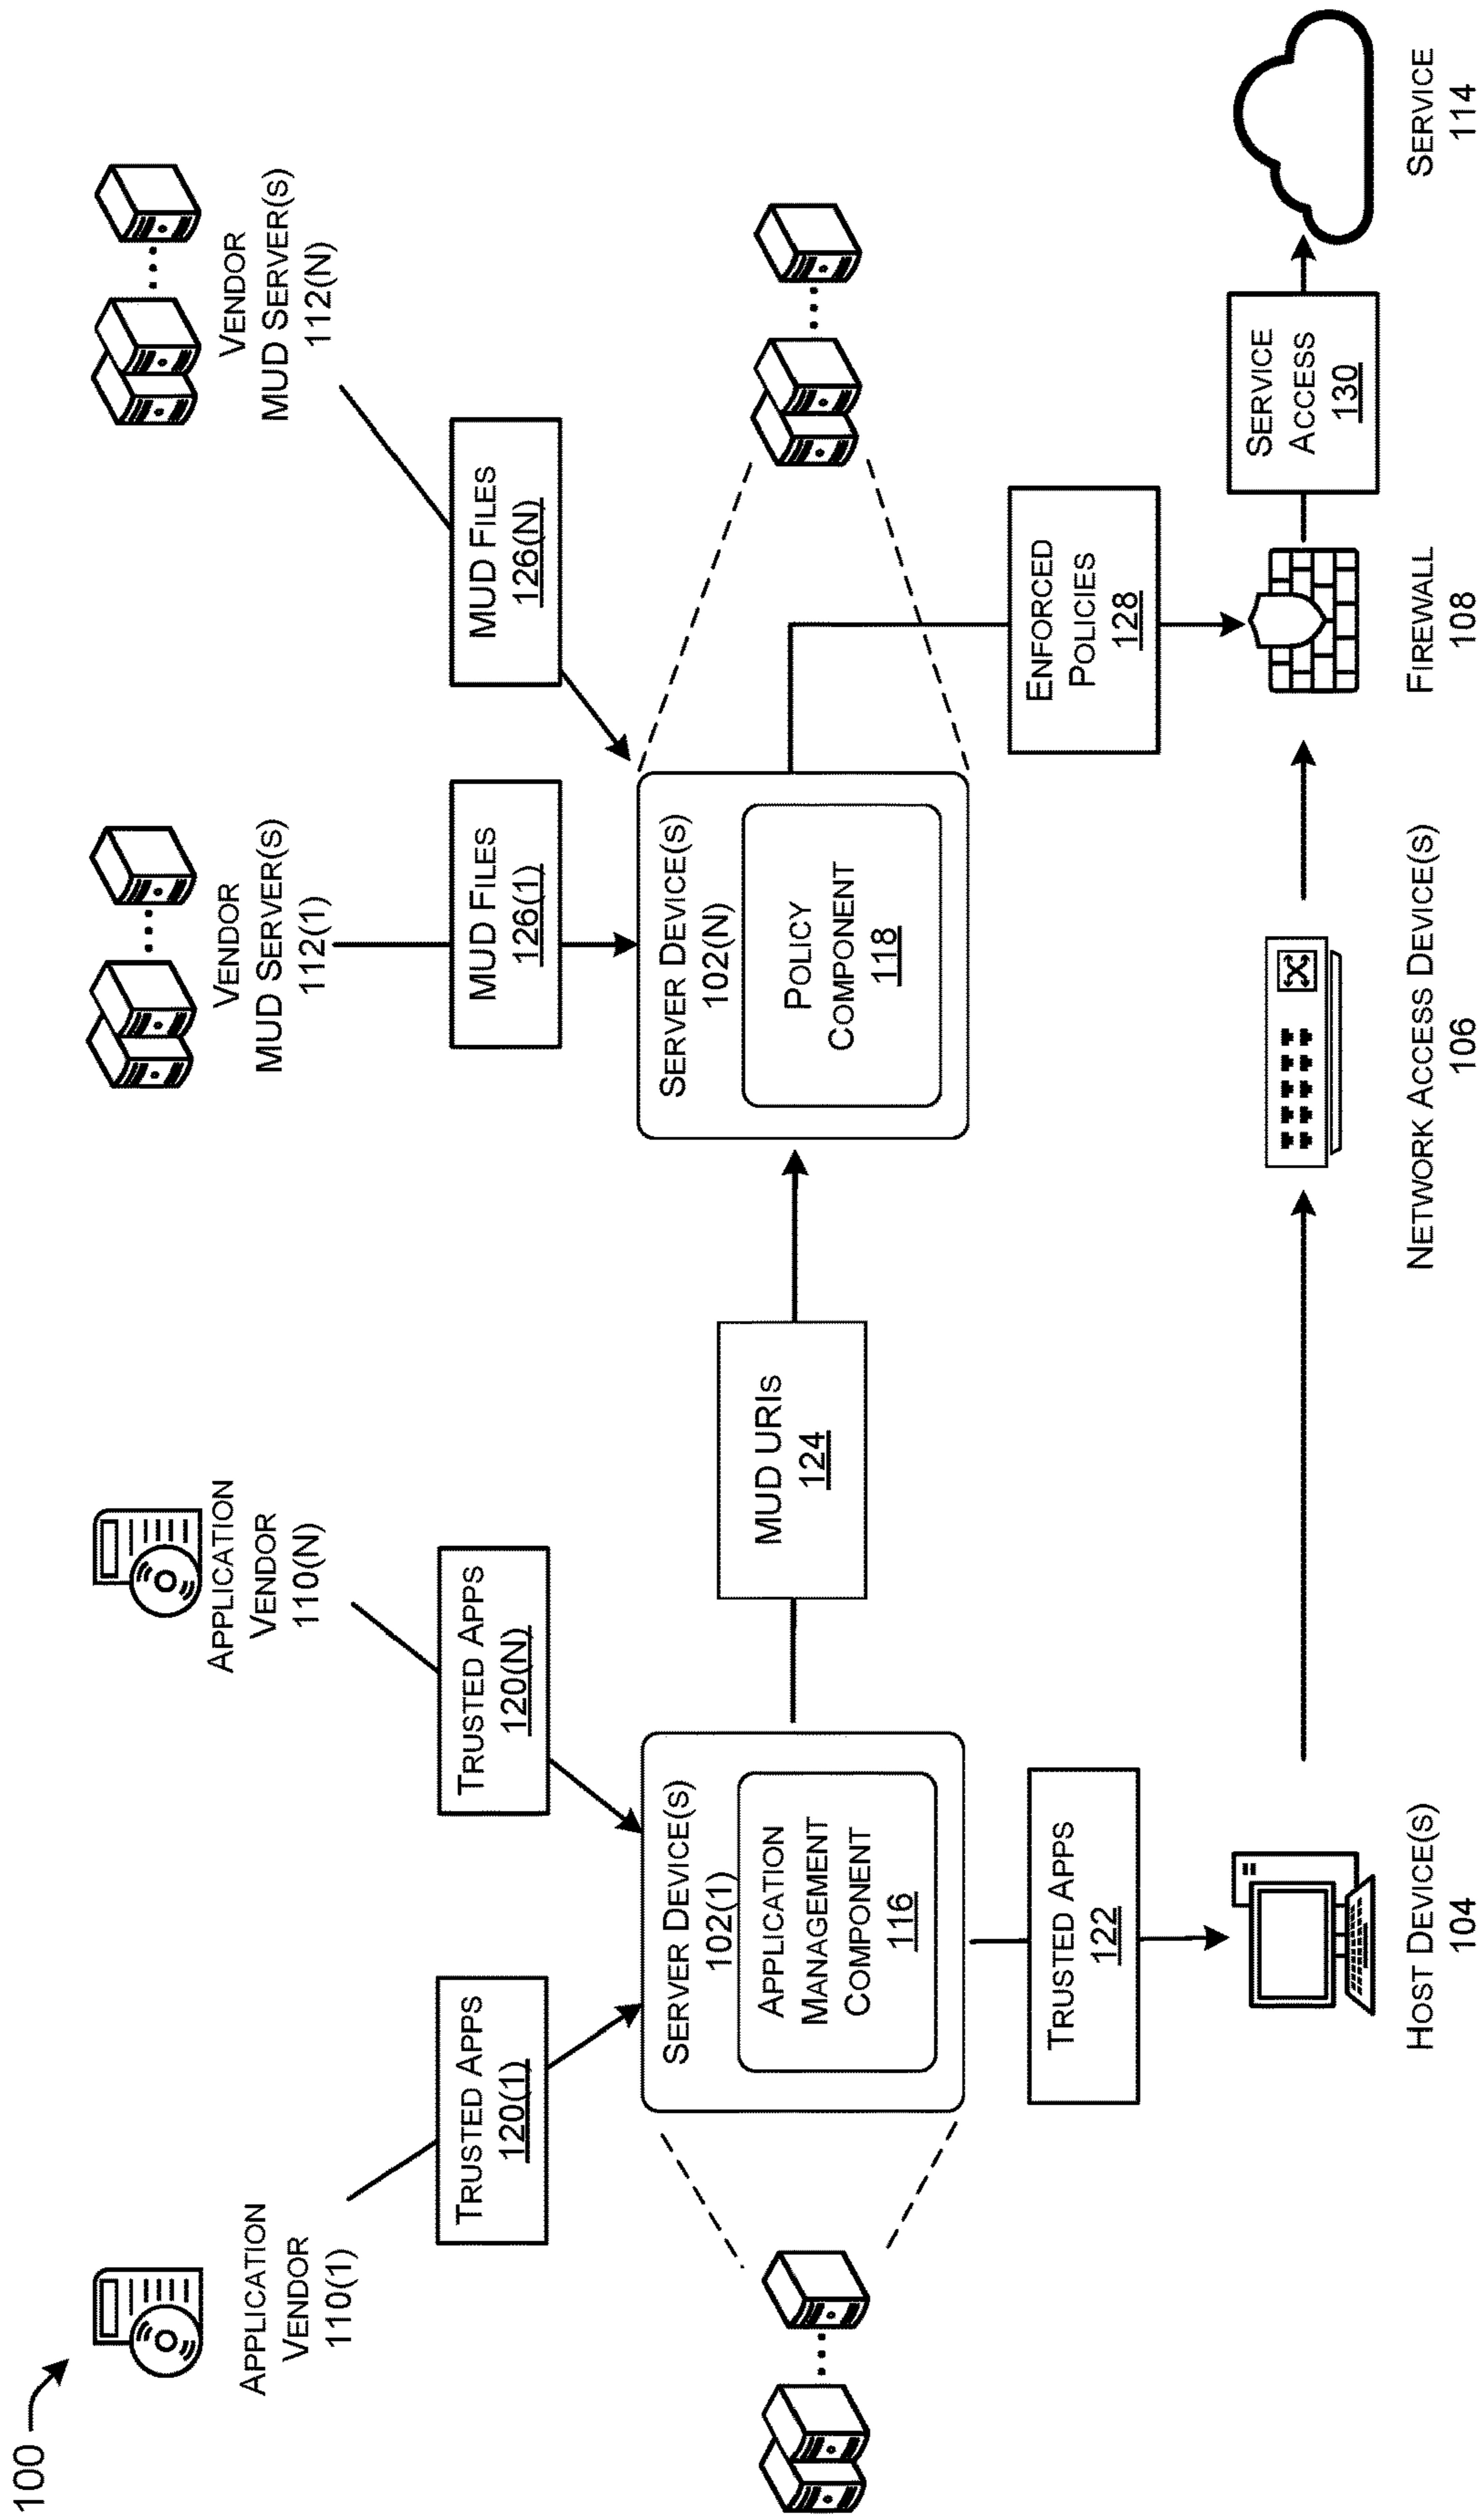 100
APPLICATION
VENDOR
110(1)
APPLICATION
VENDOR
110(N)
VENDOR
MUD SERVER(S)
112(1)
VENDOR
MUD SERVER(S)
112(N)
TRUSTED APPS
120(1)
TRUSTED APPS
120(N)
MUD FILES
126(1)
MUD FILES
126(N)
SERVER DEVICE(S)
102(1)
APPLICATION
MANAGEMENT
COMPONENT
116
MUD URIS
124
SERVER DEVICE(S)
102(N)
POLICY
COMPONENT
118
TRUSTED APPS
122
ENFORCED
POLICIES
128
SERVICE
ACCESS
130
HOST DEVICE(S)
104
NETWORK ACCESS DEVICE(S)
106
FIREWALL
108
SERVICE
114